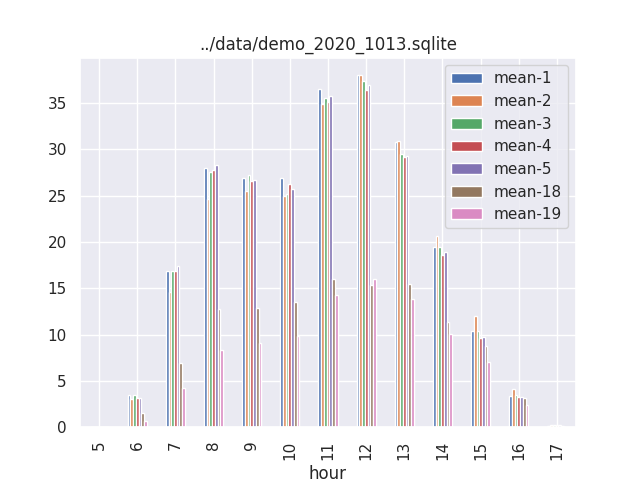 ../data/demo_2020_1013.sqlite
mean-1
mean-2
mean-3
mean-4
mean-5
mean-18
mean-19
35
30
25
20
15
10
5
0
5 6 7 8 9 10 11 12 13 14 15 16 17
hour